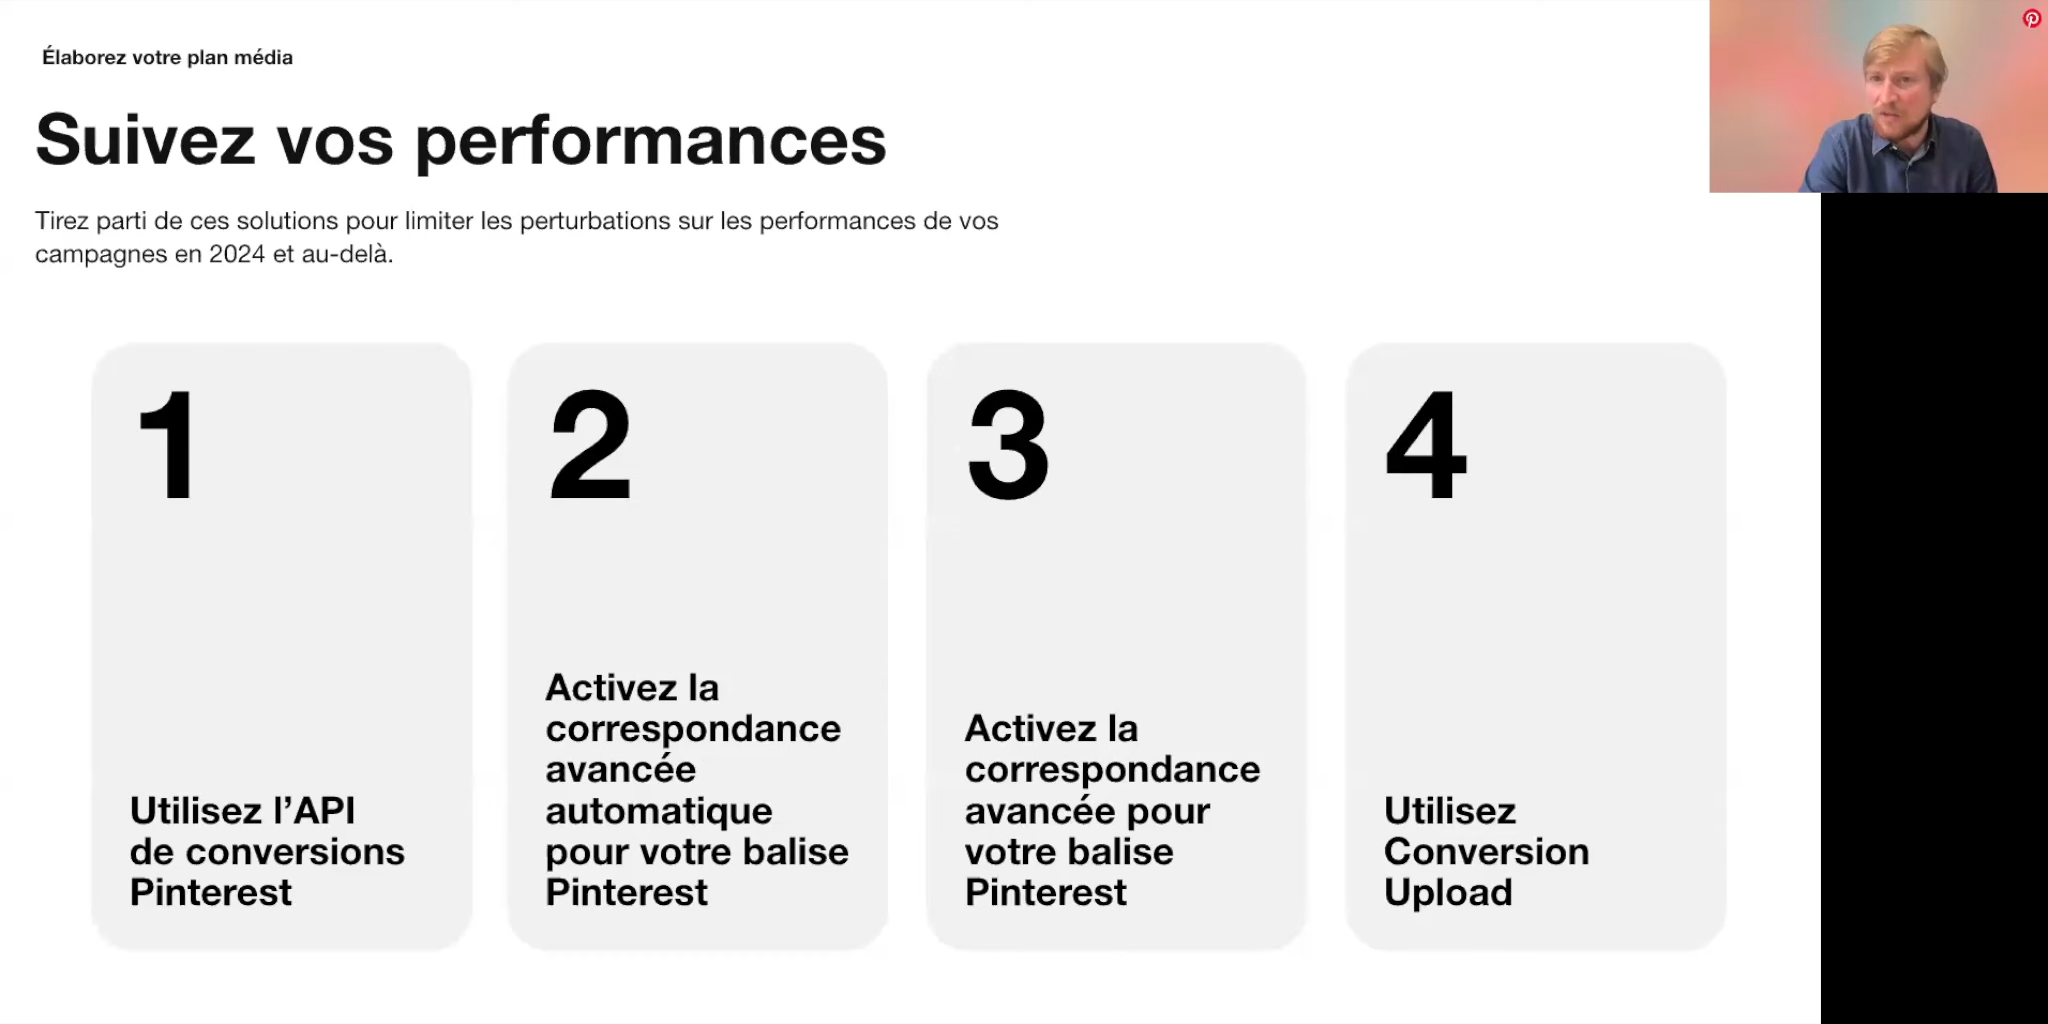 Élaborez votre plan média
Suivez vos performances
Tirez parti de ces solutions pour limiter les perturbations sur les performances de vos
campagnes en 2024 et au-delà.
1
Utilisez l’API
de conversions
Pinterest
2
Activez la
correspondance
avancée
automatique
pour votre balise
Pinterest
3
Activez la
correspondance
avancée pour
votre balise
Pinterest
4
Utilisez
Conversion
Upload